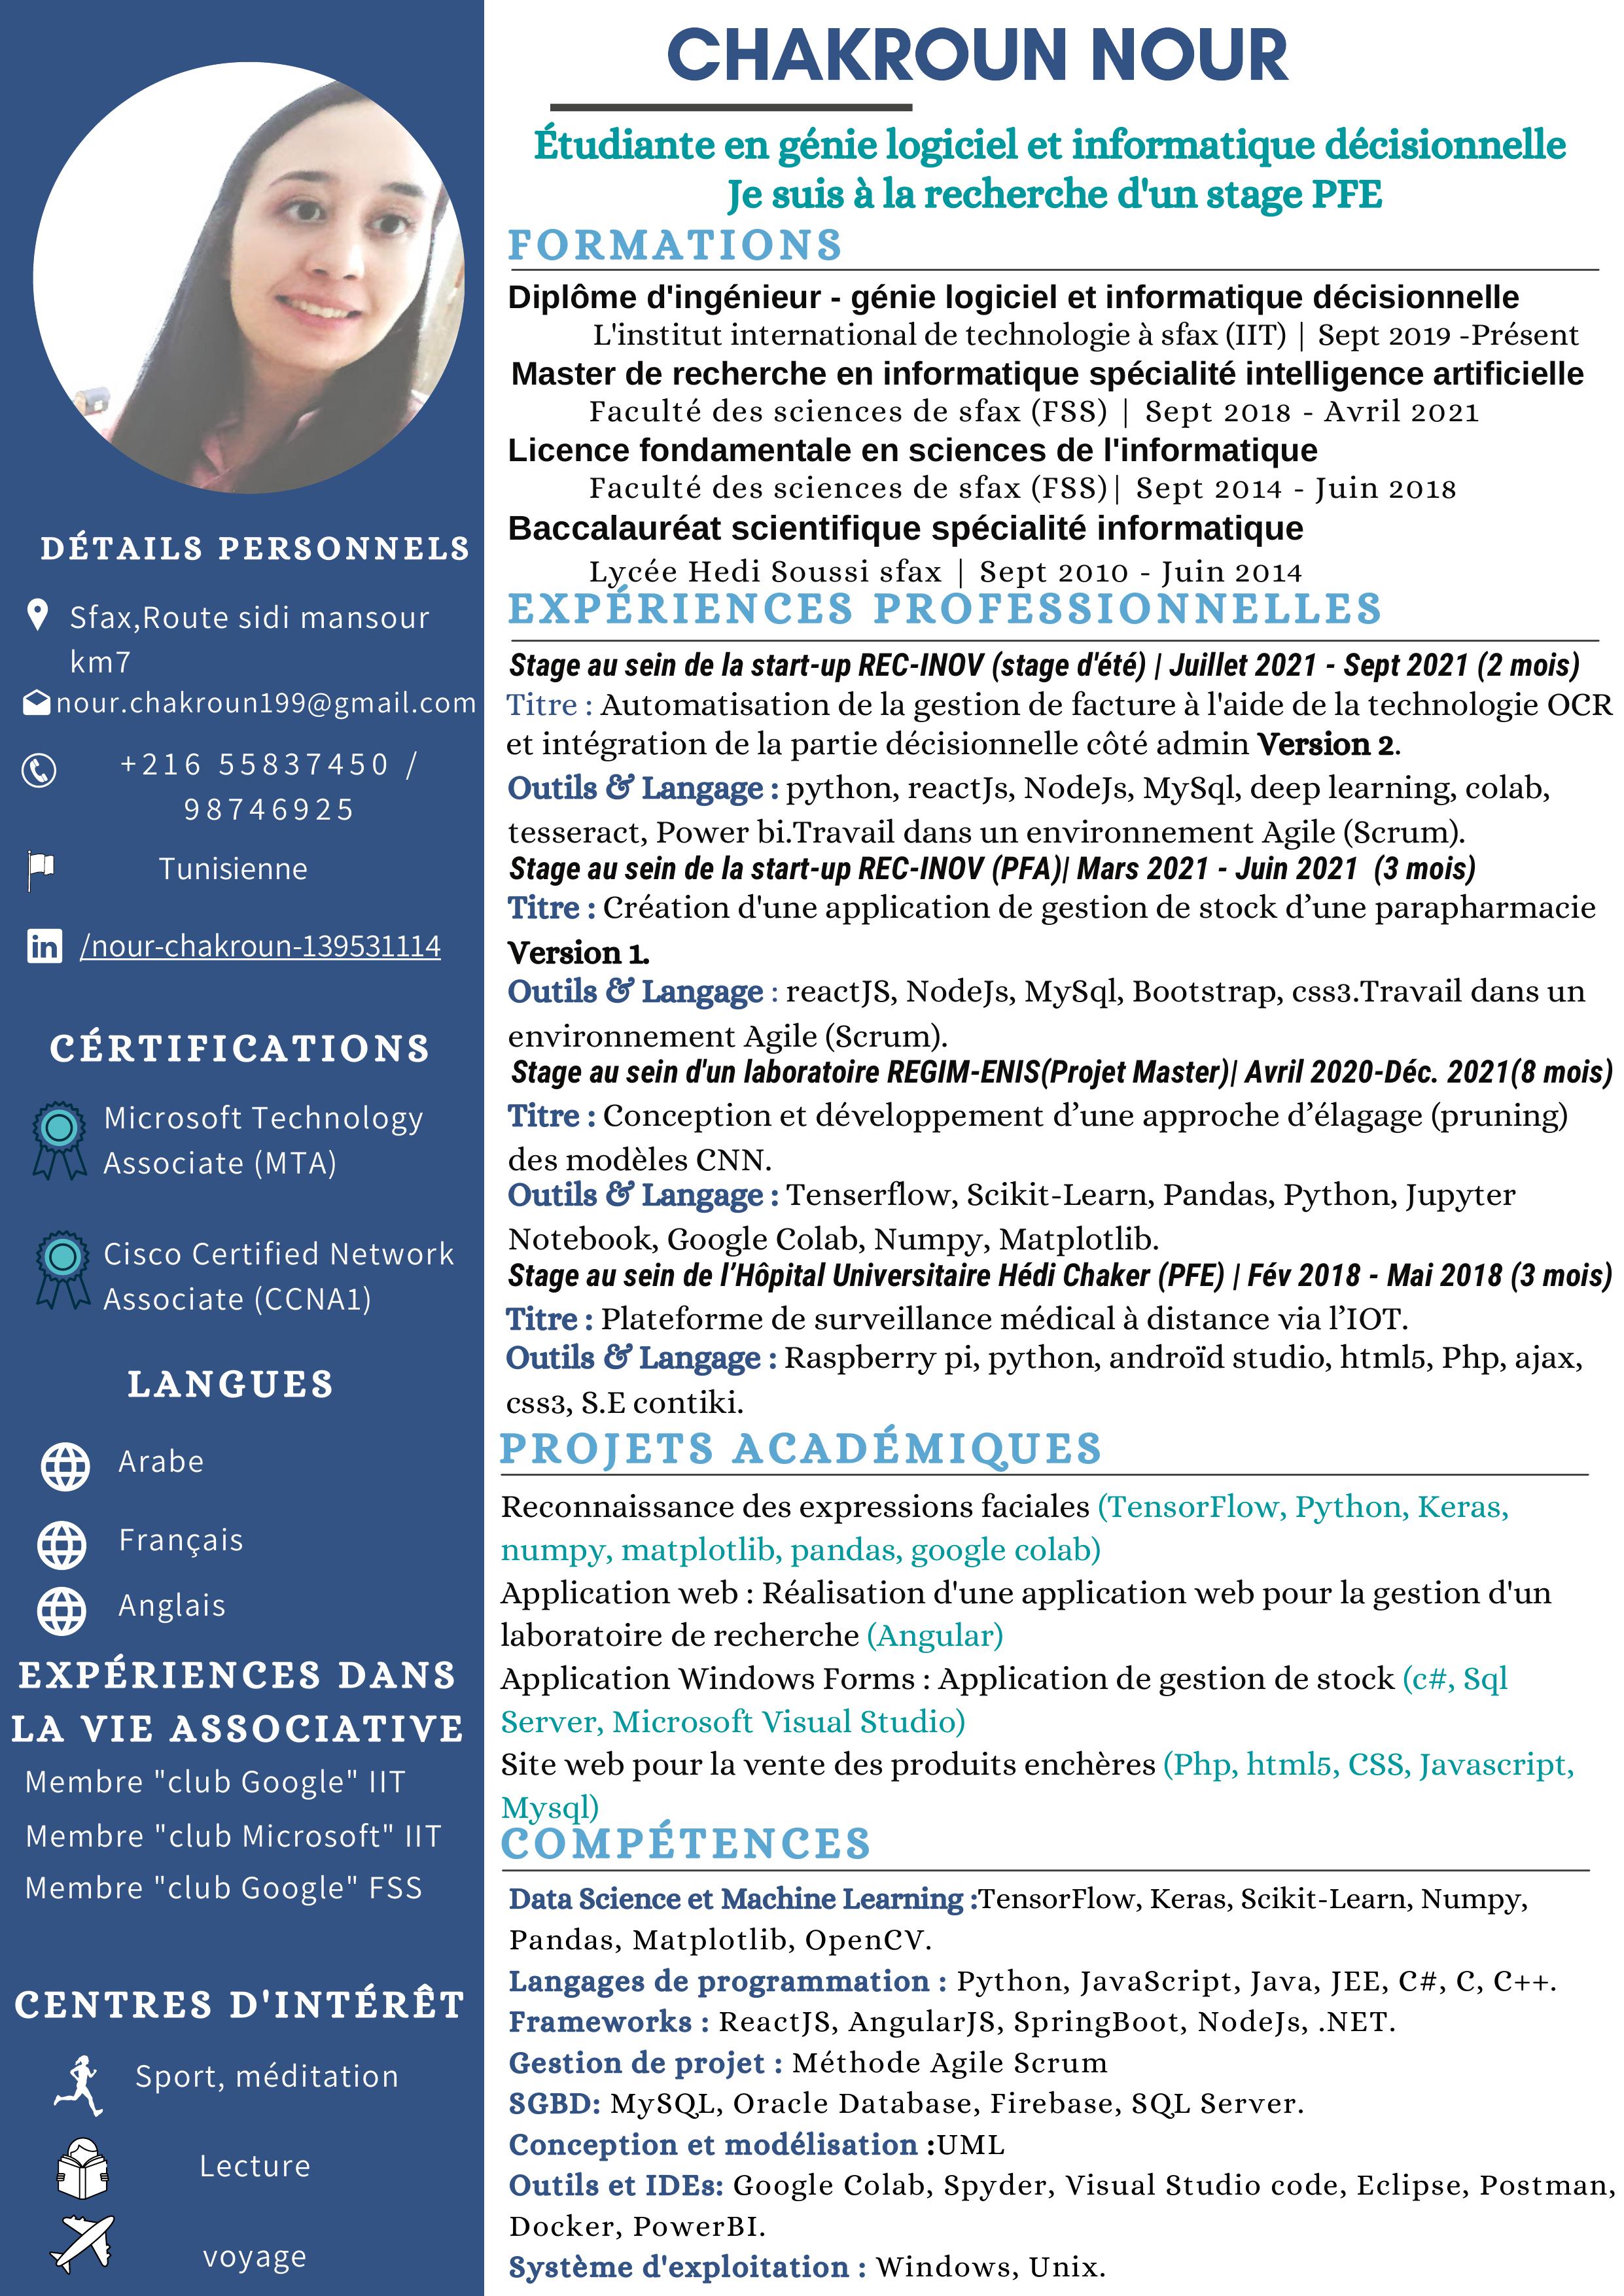 CHAKROUN NOUR
Étudiante en génie logiciel et informatique décisionnelle
Je suis à la recherche d'un stage PFE
FORMATIONS
Diplôme d'ingénieur - génie logiciel et informatique décisionnelle
L'institut international de technologie à sfax (IIT) | Sept 2019 -Présent
Master de recherche en informatique spécialité intelligence artificielle
Faculté des sciences de sfax (FSS) | Sept 2018 - Avril 2021
Licence fondamentale en sciences de l'informatique
Faculté des sciences de sfax (FSS)| Sept 2014 - Juin 2018
Baccalauréat scientifique spécialité informatique
Lycée Hedi Soussi sfax | Sept 2010 - Juin 2014
EXPÉRIENCES PROFESSIONNELLES
Stage au sein de la start-up REC-INOV (stage d'été) | Juillet 2021 - Sept 2021 (2 mois)
Titre : Automatisation de la gestion de facture à l'aide de la technologie OCR
et intégration de la partie décisionnelle côté admin Version 2.
Outils & Langage : python, reactJs, NodeJs, MySql, deep learning, colab,
tesseract, Power bi.Travail dans un environnement Agile (Scrum).
Stage au sein de la start-up REC-INOV (PFA)| Mars 2021 - Juin 2021 (3 mois)
Titre : Création d'une application de gestion de stock d’une parapharmacie
Version 1.
Outils & Langage : reactJS, NodeJs, MySql, Bootstrap, css3.Travail dans un
environnement Agile (Scrum).
Stage au sein d'un laboratoire REGIM-ENIS(Projet Master)| Avril 2020-Déc. 2021(8 mois)
Titre : Conception et développement d’une approche d’élagage (pruning)
des modèles CNN.
Outils & Langage : Tenserflow, Scikit-Learn, Pandas, Python, Jupyter
Notebook, Google Colab, Numpy, Matplotlib.
Stage au sein de l’Hôpital Universitaire Hédi Chaker (PFE) | Fév 2018 - Mai 2018 (3 mois)
Titre : Plateforme de surveillance médical à distance via l’IOT.
Outils & Langage : Raspberry pi, python, androïd studio, html5, Php, ajax,
css3, S.E contiki.
PROJETS ACADÉMIQUES
Reconnaissance des expressions faciales (TensorFlow, Python, Keras,
numpy, matplotlib, pandas, google colab)
Application web : Réalisation d'une application web pour la gestion d'un
laboratoire de recherche (Angular)
Application Windows Forms : Application de gestion de stock (c#, Sql
Server, Microsoft Visual Studio)
Site web pour la vente des produits enchères (Php, html5, CSS, Javascript,
Mysql)
COMPÉTENCES
Data Science et Machine Learning :TensorFlow, Keras, Scikit-Learn, Numpy,
Pandas, Matplotlib, OpenCV.
Langages de programmation : Python, JavaScript, Java, JEE, C#, C, C++.
Frameworks : ReactJS, AngularJS, SpringBoot, NodeJs, .NET.
Gestion de projet : Méthode Agile Scrum
SGBD: MySQL, Oracle Database, Firebase, SQL Server.
Conception et modélisation :UML
Outils et IDEs: Google Colab, Spyder, Visual Studio code, Eclipse, Postman,
Docker, PowerBI.
Système d'exploitation : Windows, Unix.
DÉTAILS PERSONNELS
Sfax,Route sidi mansour
km7
nour.chakroun199@gmail.com
+216 55837450 /
98746925
Tunisienne
in /nour-chakroun-139531114
CÉRTIFICATIONS
Microsoft Technology
Associate (MTA)
Cisco Certified Network
Associate (CCNA1)
LANGUES
Arabe
Français
Anglais
EXPÉRIENCES DANS
LA VIE ASSOCIATIVE
Membre "club Google" IIT
Membre "club Microsoft" IIT
Membre "club Google" FSS
CENTRES D'INTÉRÊT
Sport, méditation
Lecture
voyage